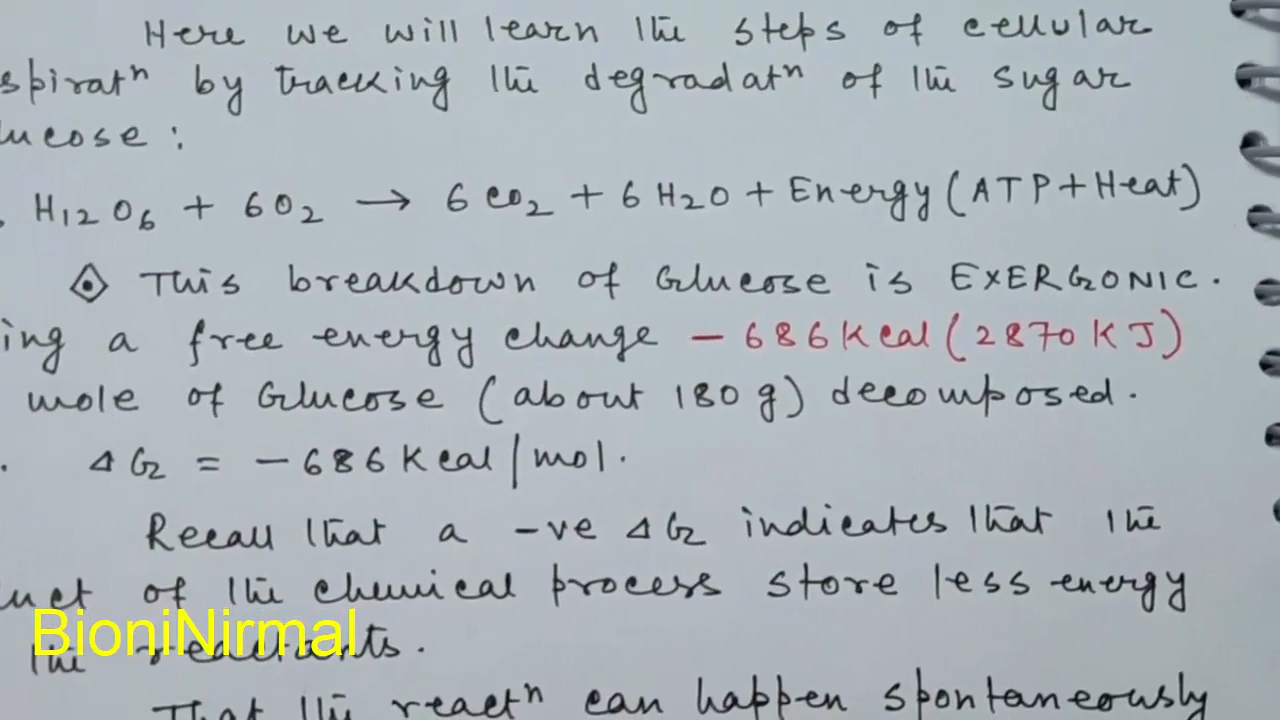 Here we will learn the steps of cellular
spiratⁿ by tracking the degradatⁿ of the sugar
ucose :
H12 O6 + 6O2 → 6 CO2 + 6 H2O + Energy (ATP + Heat)
This breakdown of Glucose is EXERGONIC.
ing a free energy change - 686 Kcal (2870 KJ)
mole of Glucose (about 180 g) decomposed.
. ΔG = - 686 Kcal / mol.
Recall that a -ve ΔG indicates that the
uct of the chemical process store less energy
the reactants.
BioniNirmal
That the reactⁿ can happen spontaneously